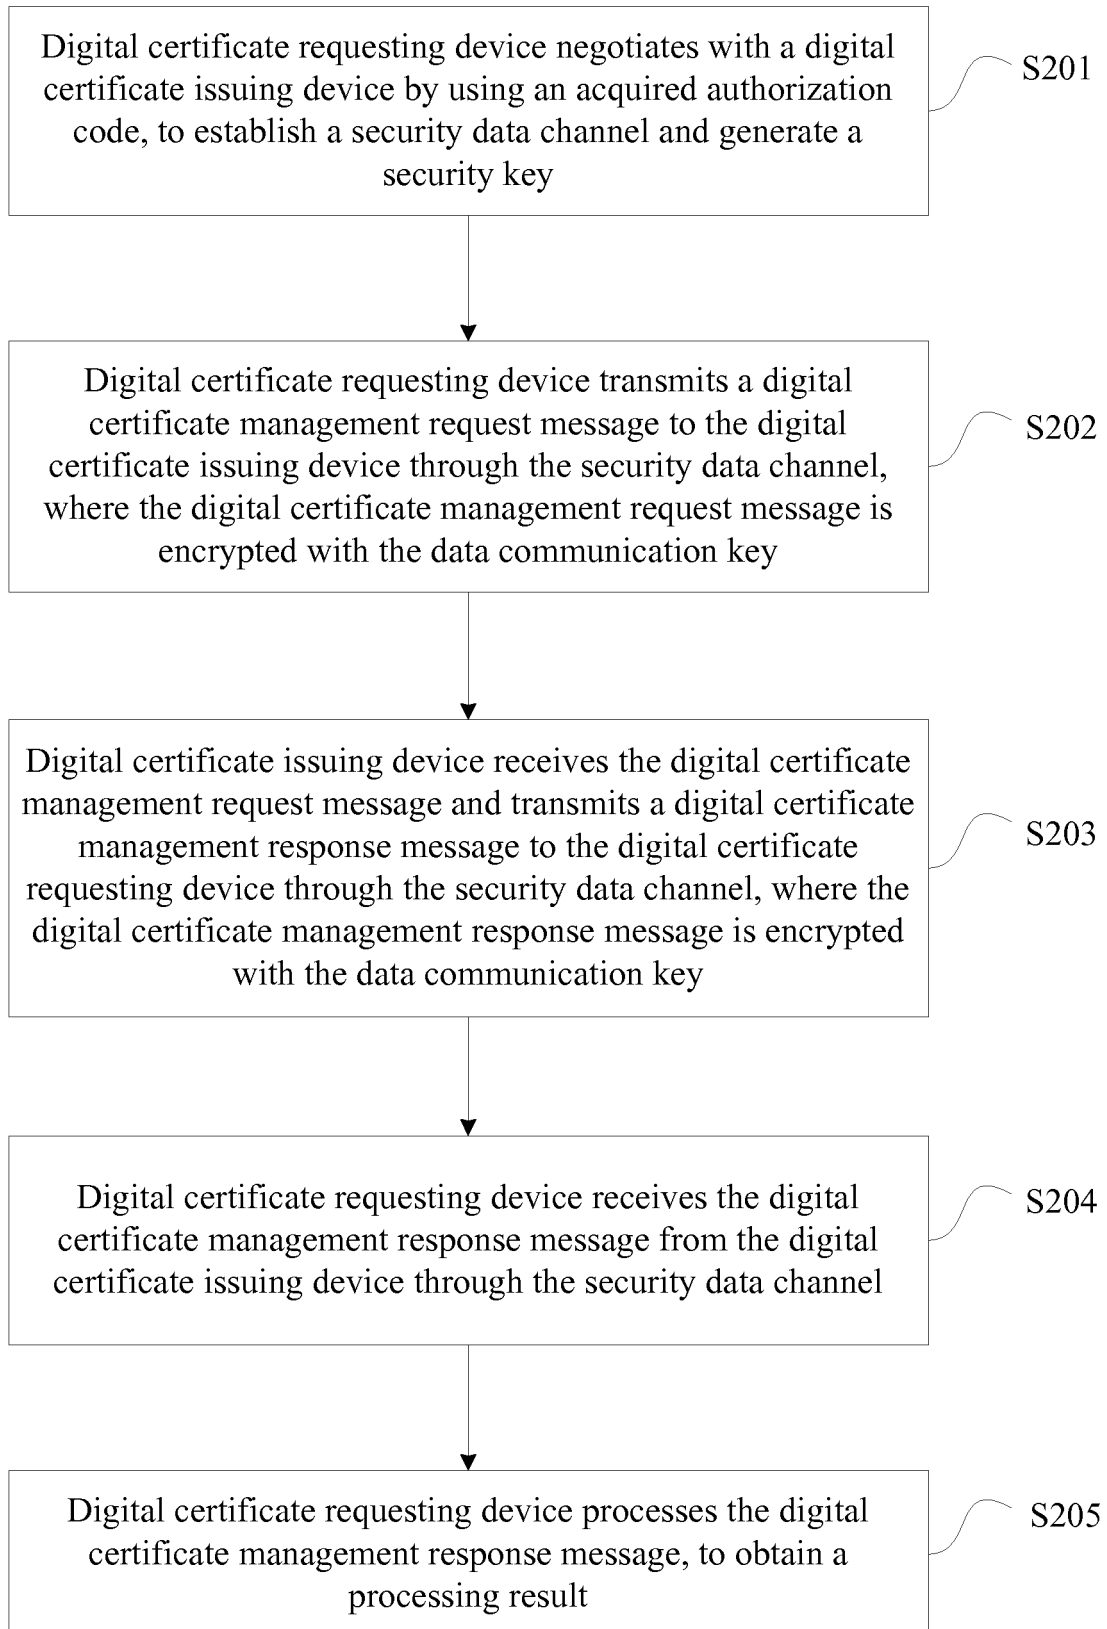 Digital certificate requesting device negotiates with a digital
certificate issuing device by using an acquired authorization
code, to establish a security data channel and generate a
security key
S201
Digital certificate requesting device transmits a digital
certificate management request message to the digital
certificate issuing device through the security data channel,
where the digital certificate management request message is
encrypted with the data communication key
S202
Digital certificate issuing device receives the digital certificate
management request message and transmits a digital certificate
management response message to the digital certificate
requesting device through the security data channel, where the
digital certificate management response message is encrypted
with the data communication key
S203
Digital certificate requesting device receives the digital
certificate management response message from the digital
certificate issuing device through the security data channel
S204
Digital certificate requesting device processes the digital
certificate management response message, to obtain a
processing result
S205